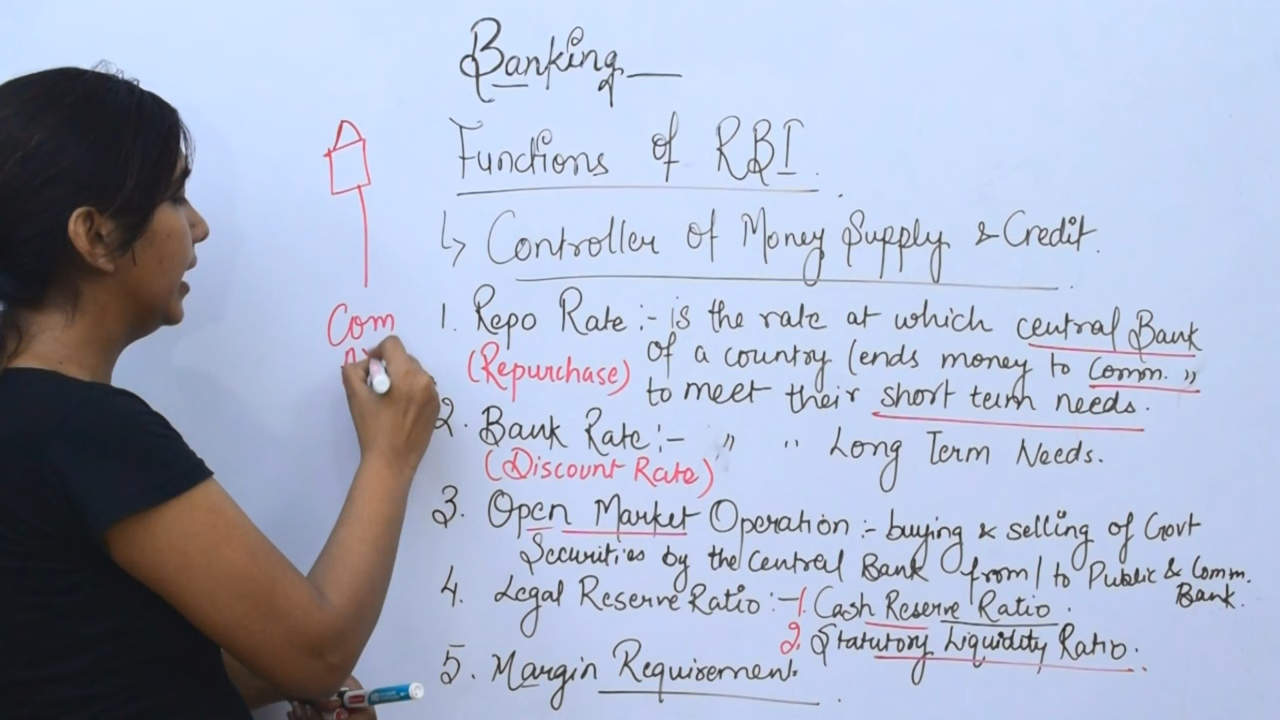 Banking
Functions of RBI.
↳ Controller of Money Supply & Credit.
1. Repo Rate :- is the rate at which central Bank
(Repurchase) of a country lends money to Comm. "
to meet their short term needs.
2. Bank Rate :- " " Long Term Needs.
(Discount Rate)
3. Open Market Operation :- buying & selling of Govt
Securities by the Central Bank from/to Public & Comm.
Bank.
4. Legal Reserve Ratio :- 1. Cash Reserve Ratio.
2. Statutory Liquidity Ratio.
5. Margin Requirement.
Com